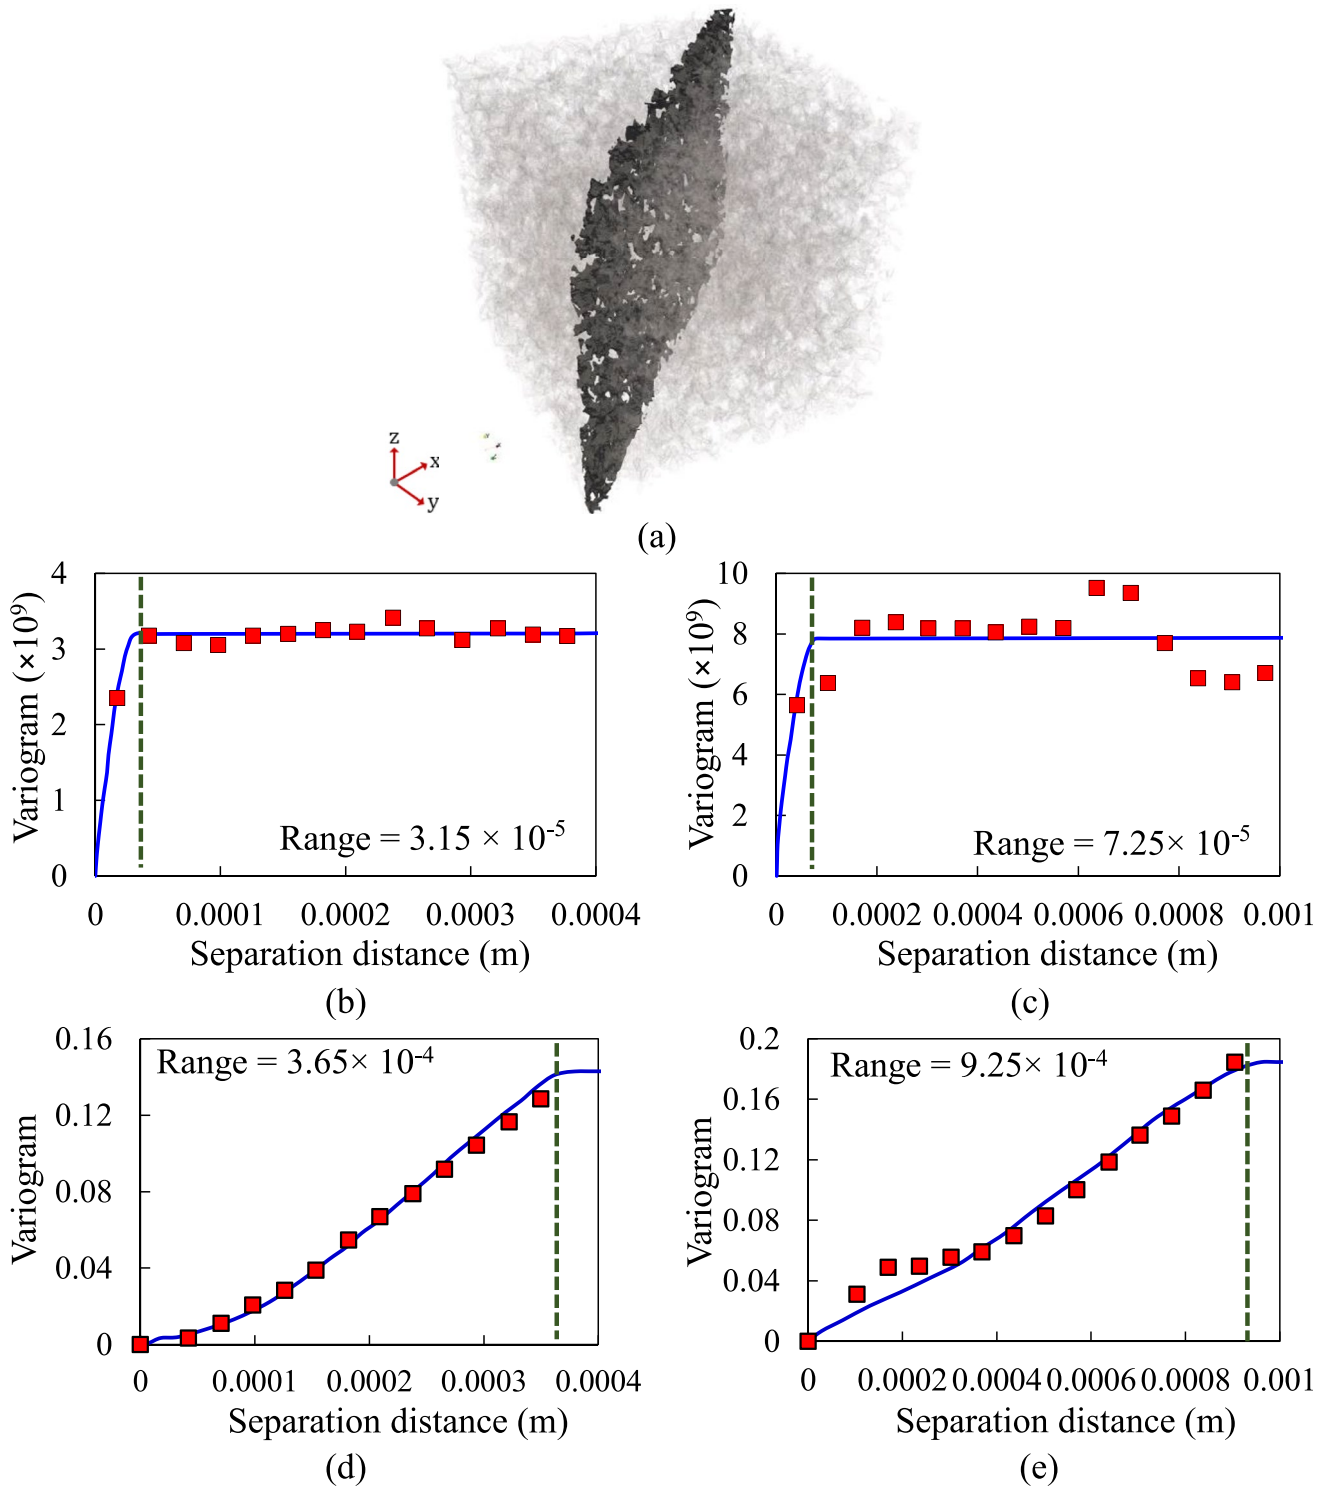 z
x
y
(a)
4
3
2
1
0
Variogram (×10⁹)
Range = 3.15 × 10⁻⁵
0 0.0001 0.0002 0.0003 0.0004
Separation distance (m)
(b)
10
8
6
4
2
0
Variogram (×10⁹)
Range = 7.25× 10⁻⁵
0 0.0002 0.0004 0.0006 0.0008 0.001
Separation distance (m)
(c)
0.16
0.12
0.08
0.04
0
Variogram
Range = 3.65× 10⁻⁴
0 0.0001 0.0002 0.0003 0.0004
Separation distance (m)
(d)
0.2
0.16
0.12
0.08
0.04
0
Variogram
Range = 9.25× 10⁻⁴
0 0.0002 0.0004 0.0006 0.0008 0.001
Separation distance (m)
(e)